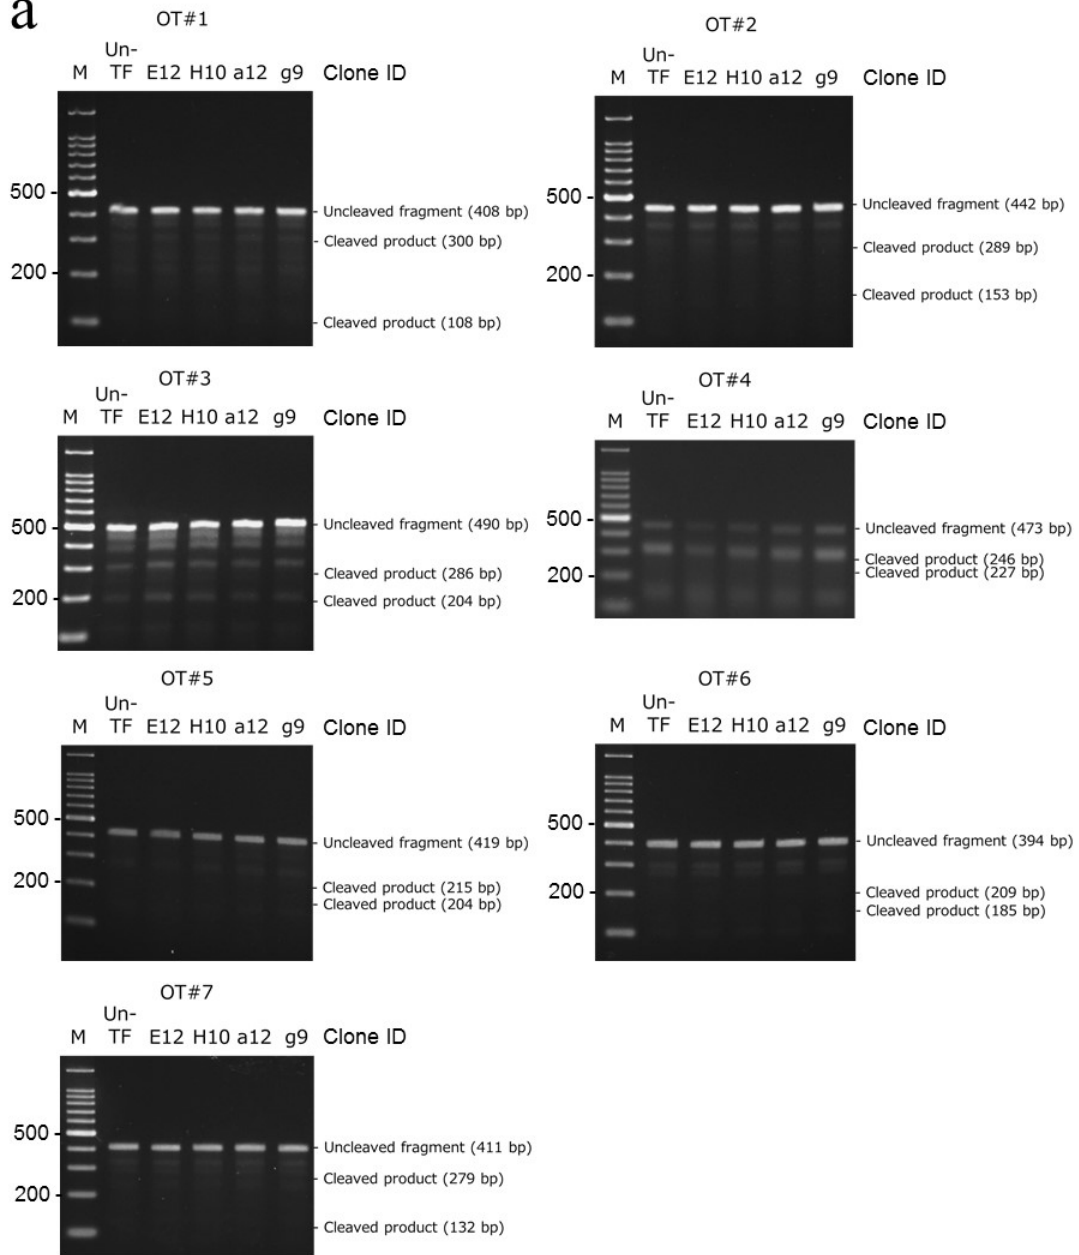 a
OT#1
Un-
M TF E12 H10 a12 g9 Clone ID
500 -
200 -
- Uncleaved fragment (408 bp)
- Cleaved product (300 bp)
- Cleaved product (108 bp)
OT#2
Un-
M TF E12 H10 a12 g9 Clone ID
500 -
200 -
- Uncleaved fragment (442 bp)
- Cleaved product (289 bp)
- Cleaved product (153 bp)
OT#3
Un-
M TF E12 H10 a12 g9 Clone ID
500 -
200 -
- Uncleaved fragment (490 bp)
- Cleaved product (286 bp)
- Cleaved product (204 bp)
OT#4
Un-
M TF E12 H10 a12 g9 Clone ID
500 -
200 -
- Uncleaved fragment (473 bp)
- Cleaved product (246 bp)
- Cleaved product (227 bp)
OT#5
Un-
M TF E12 H10 a12 g9 Clone ID
500 -
200 -
- Uncleaved fragment (419 bp)
- Cleaved product (215 bp)
- Cleaved product (204 bp)
OT#6
Un-
M TF E12 H10 a12 g9 Clone ID
500 -
200 -
- Uncleaved fragment (394 bp)
- Cleaved product (209 bp)
- Cleaved product (185 bp)
OT#7
Un-
M TF E12 H10 a12 g9 Clone ID
500 -
200 -
- Uncleaved fragment (411 bp)
- Cleaved product (279 bp)
- Cleaved product (132 bp)